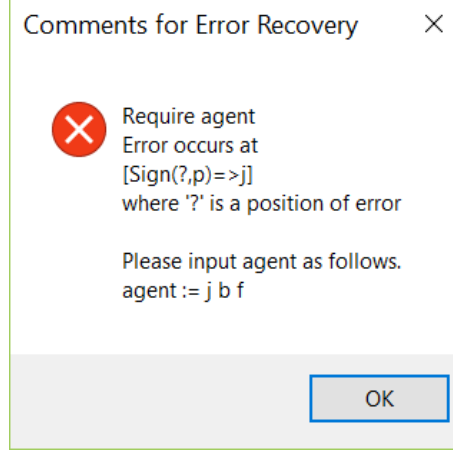 Comments for Error Recovery
Require agent
Error occurs at
[Sign(?,p)=>j]
where '?' is a position of error
Please input agent as follows.
agent := j b f
OK